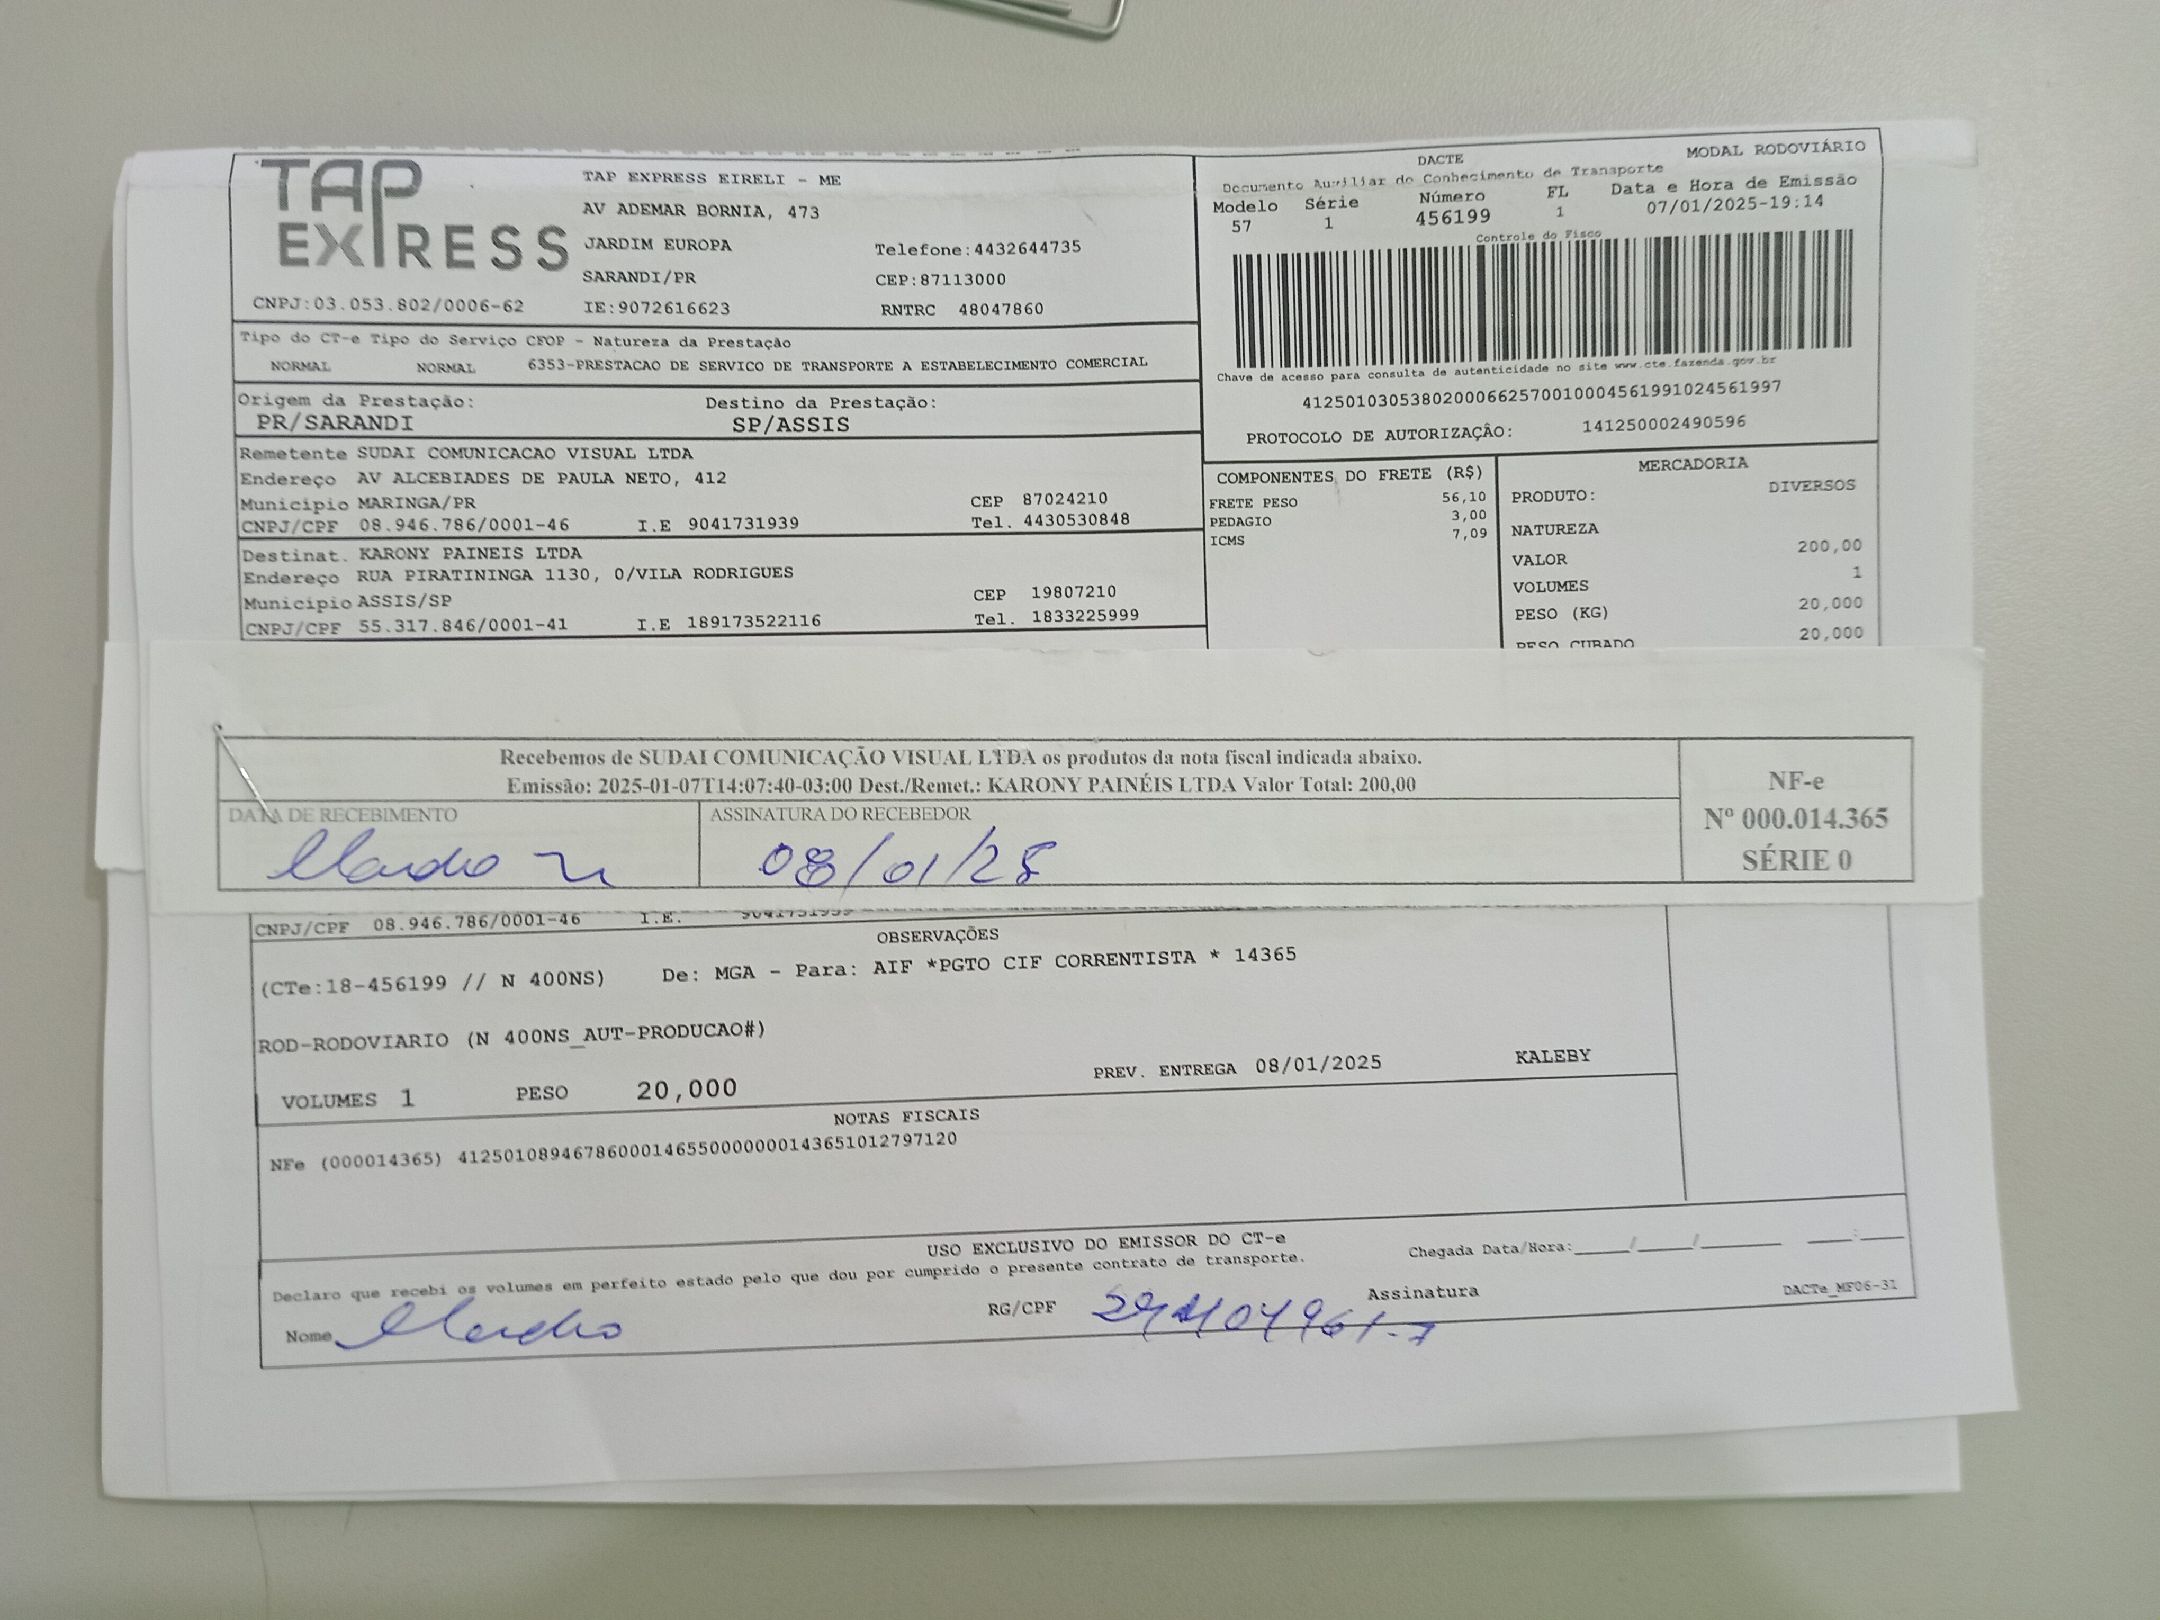 TAP
EXPRESS
TAP EXPRESS EIRELI - ME
AV ADEMAR BORNIA, 473
JARDIM EUROPA
Telefone:4432644735
SARANDI/PR
CEP:87113000
CNPJ:03.053.802/0006-62
IE:9072616623
RNTRC 48047860
DACTE
MODAL RODOVIÁRIO
Documento Auxiliar do Conhecimento de Transporte
Modelo Série Número FL Data e Hora de Emissão
57 1 456199 1 07/01/2025-19:14
Controle do Fisco
Chave de acesso para consulta de autenticidade no site www.cte.fazenda.gov.br
41250103053802000662570010004561991024561997
PROTOCOLO DE AUTORIZAÇÃO: 141250002490596
Tipo do CT-e Tipo do Serviço CFOP - Natureza da Prestação
NORMAL NORMAL 6353-PRESTACAO DE SERVICO DE TRANSPORTE A ESTABELECIMENTO COMERCIAL
Origem da Prestação: Destino da Prestação:
PR/SARANDI SP/ASSIS
Remetente SUDAI COMUNICACAO VISUAL LTDA
Endereço AV ALCEBIADES DE PAULA NETO, 412
Município MARINGA/PR CEP 87024210
CNPJ/CPF 08.946.786/0001-46 I.E 9041731939 Tel. 4430530848
Destinat. KARONY PAINEIS LTDA
Endereço RUA PIRATININGA 1130, 0/VILA RODRIGUES
Município ASSIS/SP CEP 19807210
CNPJ/CPF 55.317.846/0001-41 I.E 189173522116 Tel. 1833225999
COMPONENTES DO FRETE (R$)
FRETE PESO 56,10
PEDAGIO 3,00
ICMS 7,09
MERCADORIA
PRODUTO: DIVERSOS
NATUREZA
VALOR 200,00
VOLUMES 1
PESO (KG) 20,000
PESO CUBADO 20,000
Recebemos de SUDAI COMUNICAÇÃO VISUAL LTDA os produtos da nota fiscal indicada abaixo.
Emissão: 2025-01-07T14:07:40-03:00 Dest./Remet.: KARONY PAINÉIS LTDA Valor Total: 200,00
DATA DE RECEBIMENTO
ASSINATURA DO RECEBEDOR
08/01/25
NF-e
Nº 000.014.365
SÉRIE 0
CNPJ/CPF 08.946.786/0001-46 I.E. 9041731939
OBSERVAÇÕES
(CTe:18-456199 // N 400NS) De: MGA - Para: AIF *PGTO CIF CORRENTISTA * 14365
ROD-RODOVIARIO (N 400NS_AUT-PRODUCAO#)
VOLUMES 1 PESO 20,000 PREV. ENTREGA 08/01/2025 KALEBY
NOTAS FISCAIS
NFe (000014365) 41250108946786000146550000000143651012797120
USO EXCLUSIVO DO EMISSOR DO CT-e
Declaro que recebi os volumes em perfeito estado pelo que dou por cumprido o presente contrato de transporte.
Chegada Data/Hora:____/____/______ ____:____
Nome
RG/CPF
Assinatura
DACTe_MF06-31